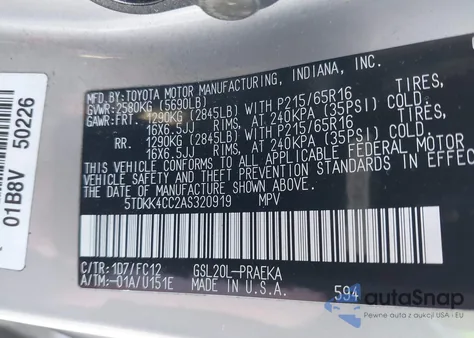 MFD.BY:TOYOTA MOTOR MANUFACTURING, INDIANA, INC.
GVWR:2580KG (5690LB)
GAWR:FRT. 1290KG (2845LB) WITH P215/65R16 TIRES,
16X6.5JJ RIMS, AT 240KPA (35PSI) COLD.
RR. 1290KG (2845LB) WITH P215/65R16 TIRES,
16X6.5JJ RIMS, AT 240KPA (35PSI) COLD.
THIS VEHICLE CONFORMS TO ALL APPLICABLE FEDERAL MOTOR
VEHICLE SAFETY STANDARDS IN EFFEC
THE DATE OF MANUFACTURE SHOWN ABOVE.
5TDKK4CC2AS320919 MPV
C/TR:1D7/FC12 GSL20L-PRAEKA
A/TM:-01A/U151E MADE IN U.S.A. 594
01B8V 50226
autaSnap
Pewne auta z aukcji USA - EU